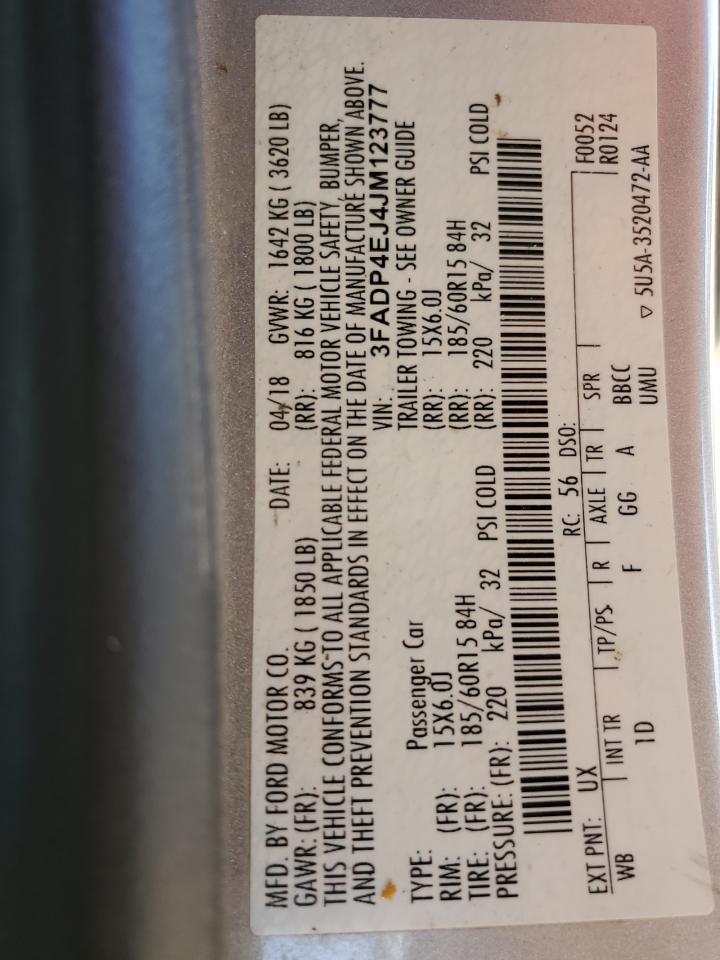 MFD. BY FORD MOTOR CO. DATE: 04/18 GVWR: 1642 KG ( 3620 LB)
GAWR: (FR): 839 KG ( 1850 LB) (RR): 816 KG ( 1800 LB)
THIS VEHICLE CONFORMS TO ALL APPLICABLE FEDERAL MOTOR VEHICLE SAFETY, BUMPER,
AND THEFT PREVENTION STANDARDS IN EFFECT ON THE DATE OF MANUFACTURE SHOWN ABOVE.
VIN: 3FADP4EJ4JM123777
TYPE: Passenger Car TRAILER TOWING - SEE OWNER GUIDE
RIM: (FR): 15X6.0J (RR): 15X6.0J
TIRE: (FR): 185/60R15 84H (RR): 185/60R15 84H
PRESSURE: (FR): 220 kPa/ 32 PSI COLD (RR): 220 kPa/ 32 PSI COLD
EXT PNT: UX RC: 56 DSO: F0052
WB INT TR TP/PS R AXLE TR SPR R0124
1D F GG A BBCC
UMU
▽ 5U5A-3520472-AA